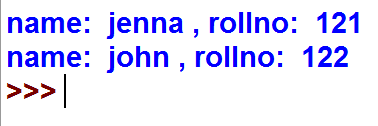 name:  jenna , rollno:  121
name:  john , rollno:  122
>>>